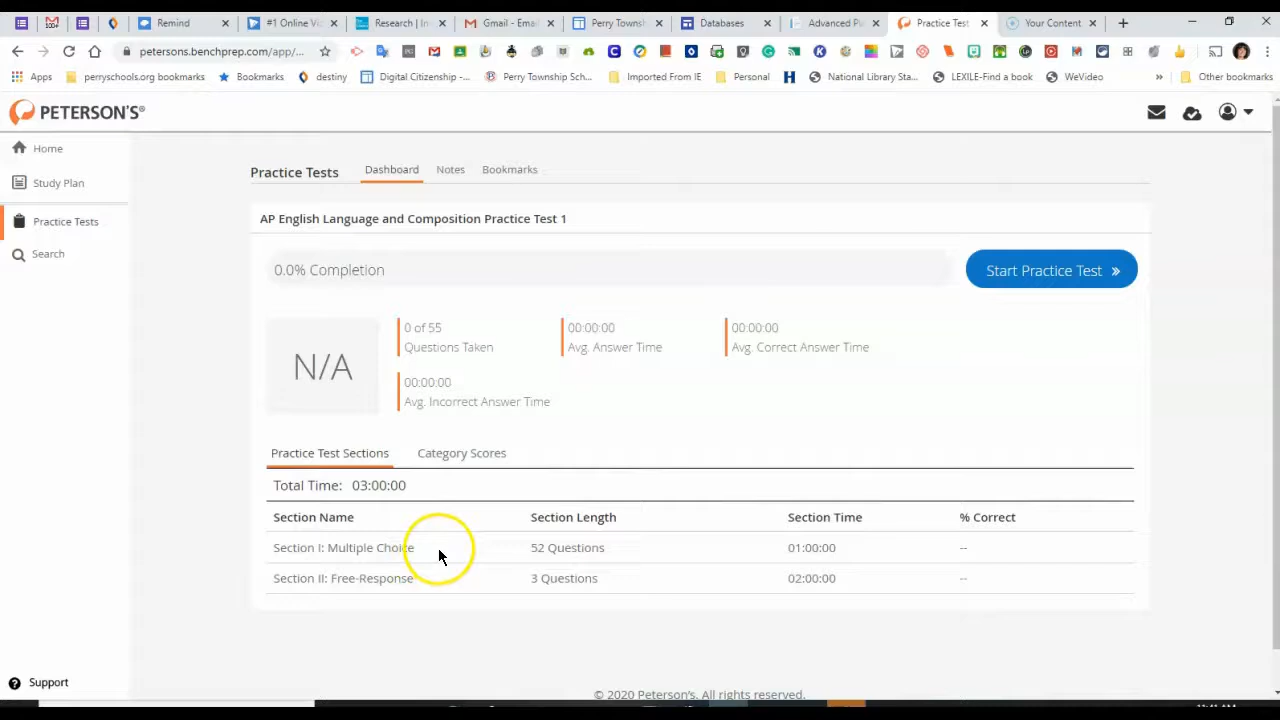 Remind
#1 Online Vi
Research | In
Gmail - Emai
Perry Townsh
Databases
Advanced Pla
Practice Test
Your Content
petersons.benchprep.com/app/...
Apps
perryschools.org bookmarks
Bookmarks
destiny
Digital Citizenship -...
Perry Township Sch...
Imported From IE
Personal
National Library Sta...
LEXILE-Find a book
WeVideo
»
Other bookmarks
PETERSON'S®
Home
Study Plan
Practice Tests
Search
Practice Tests
Dashboard
Notes
Bookmarks
AP English Language and Composition Practice Test 1
0.0% Completion
Start Practice Test »
N/A
0 of 55
Questions Taken
00:00:00
Avg. Answer Time
00:00:00
Avg. Correct Answer Time
00:00:00
Avg. Incorrect Answer Time
Practice Test Sections
Category Scores
Total Time: 03:00:00
Section Name Section Length Section Time % Correct
Section I: Multiple Choice 52 Questions 01:00:00 --
Section II: Free-Response 3 Questions 02:00:00 --
Support
© 2020 Peterson's. All rights reserved.